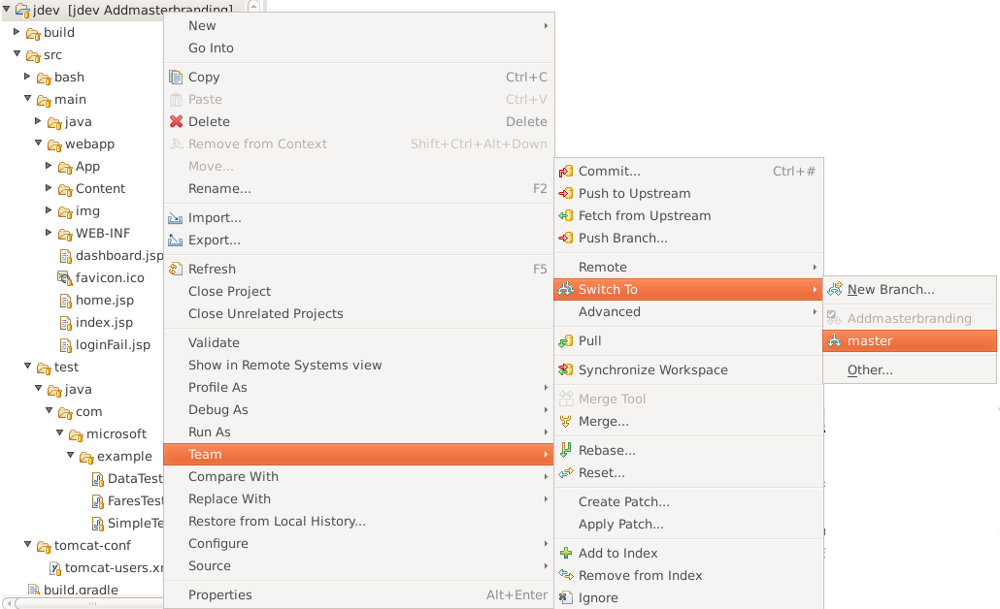 jdev [jdev Addmasterbranding]
build
src
bash
main
java
webapp
App
Content
img
WEB-INF
dashboard.jsp
favicon.ico
home.jsp
index.jsp
loginFail.jsp
test
java
com
microsoft
example
DataTest
FaresTest
SimpleTe
tomcat-conf
tomcat-users.x
build.gradle
New
Go Into
Copy Ctrl+C
Paste Ctrl+V
Delete Delete
Remove from Context Shift+Ctrl+Alt+Down
Move...
Rename... F2
Import...
Export...
Refresh F5
Close Project
Close Unrelated Projects
Validate
Show in Remote Systems view
Profile As
Debug As
Run As
Team
Compare With
Replace With
Restore from Local History...
Configure
Source
Properties Alt+Enter
Commit... Ctrl+#
Push to Upstream
Fetch from Upstream
Push Branch...
Remote
Switch To
Advanced
Pull
Synchronize Workspace
Merge Tool
Merge...
Rebase...
Reset...
Create Patch...
Apply Patch...
Add to Index
Remove from Index
Ignore
New Branch...
Addmasterbranding
master
Other...